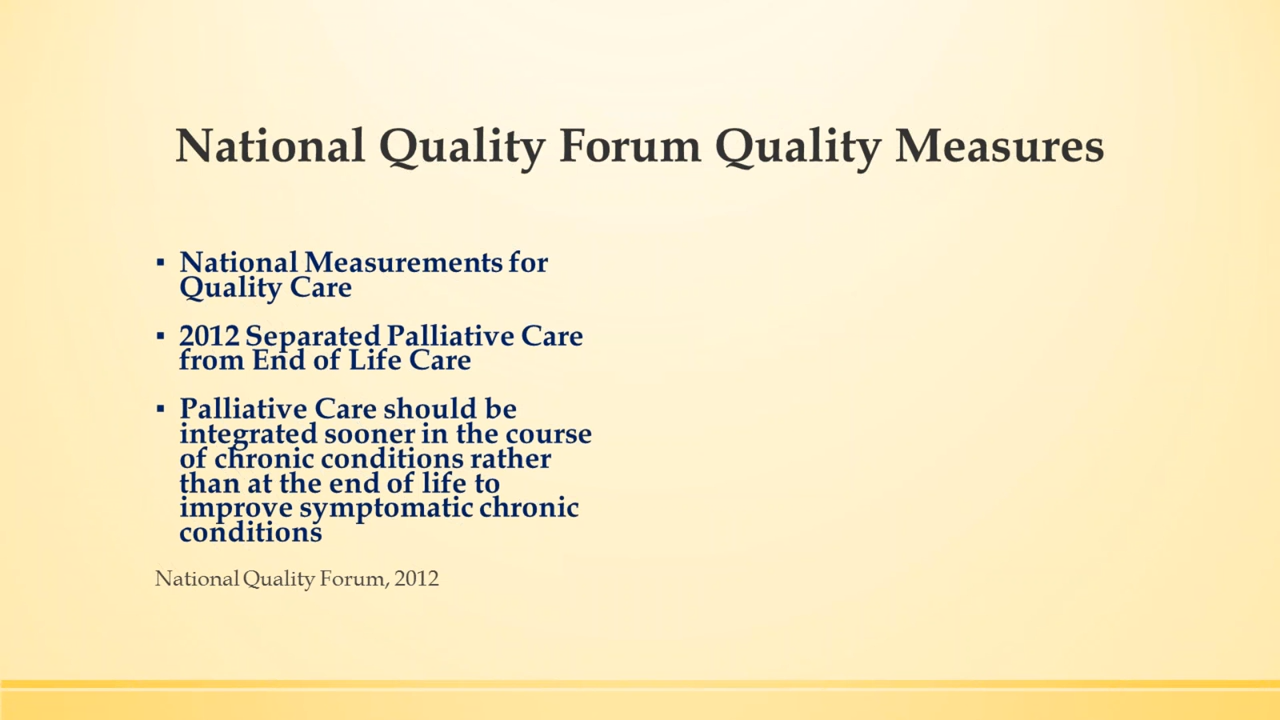 National Quality Forum Quality Measures
▪ National Measurements for
Quality Care
▪ 2012 Separated Palliative Care
from End of Life Care
▪ Palliative Care should be
integrated sooner in the course
of chronic conditions rather
than at the end of life to
improve symptomatic chronic
conditions
National Quality Forum, 2012